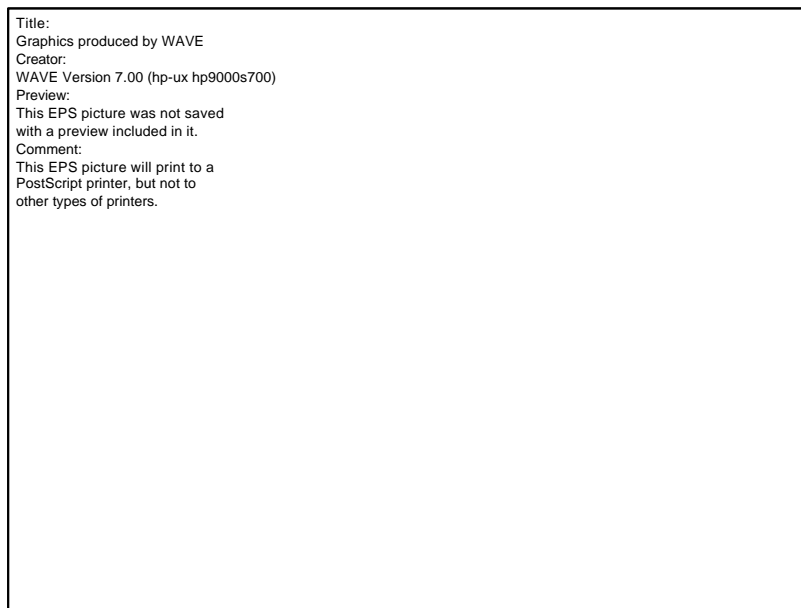 Title:
Graphics produced by WAVE
Creator:
WAVE Version 7.00 (hp-ux hp9000s700)
Preview:
This EPS picture was not saved
with a preview included in it.
Comment:
This EPS picture will print to a
PostScript printer, but not to
other types of printers.